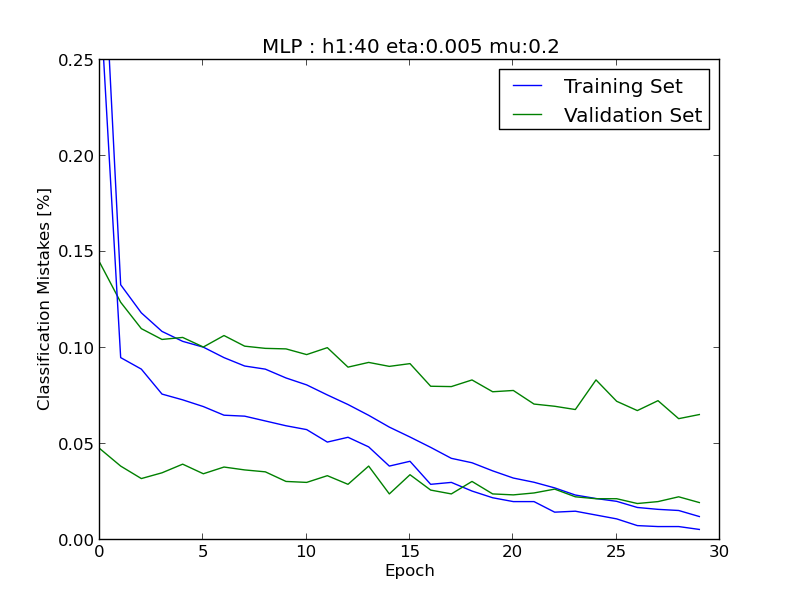 MLP : h1:40 eta:0.005 mu:0.2
Training Set
Validation Set
Classification Mistakes [%]
0.25
0.20
0.15
0.10
0.05
0.00
0 5 10 15 20 25 30
Epoch